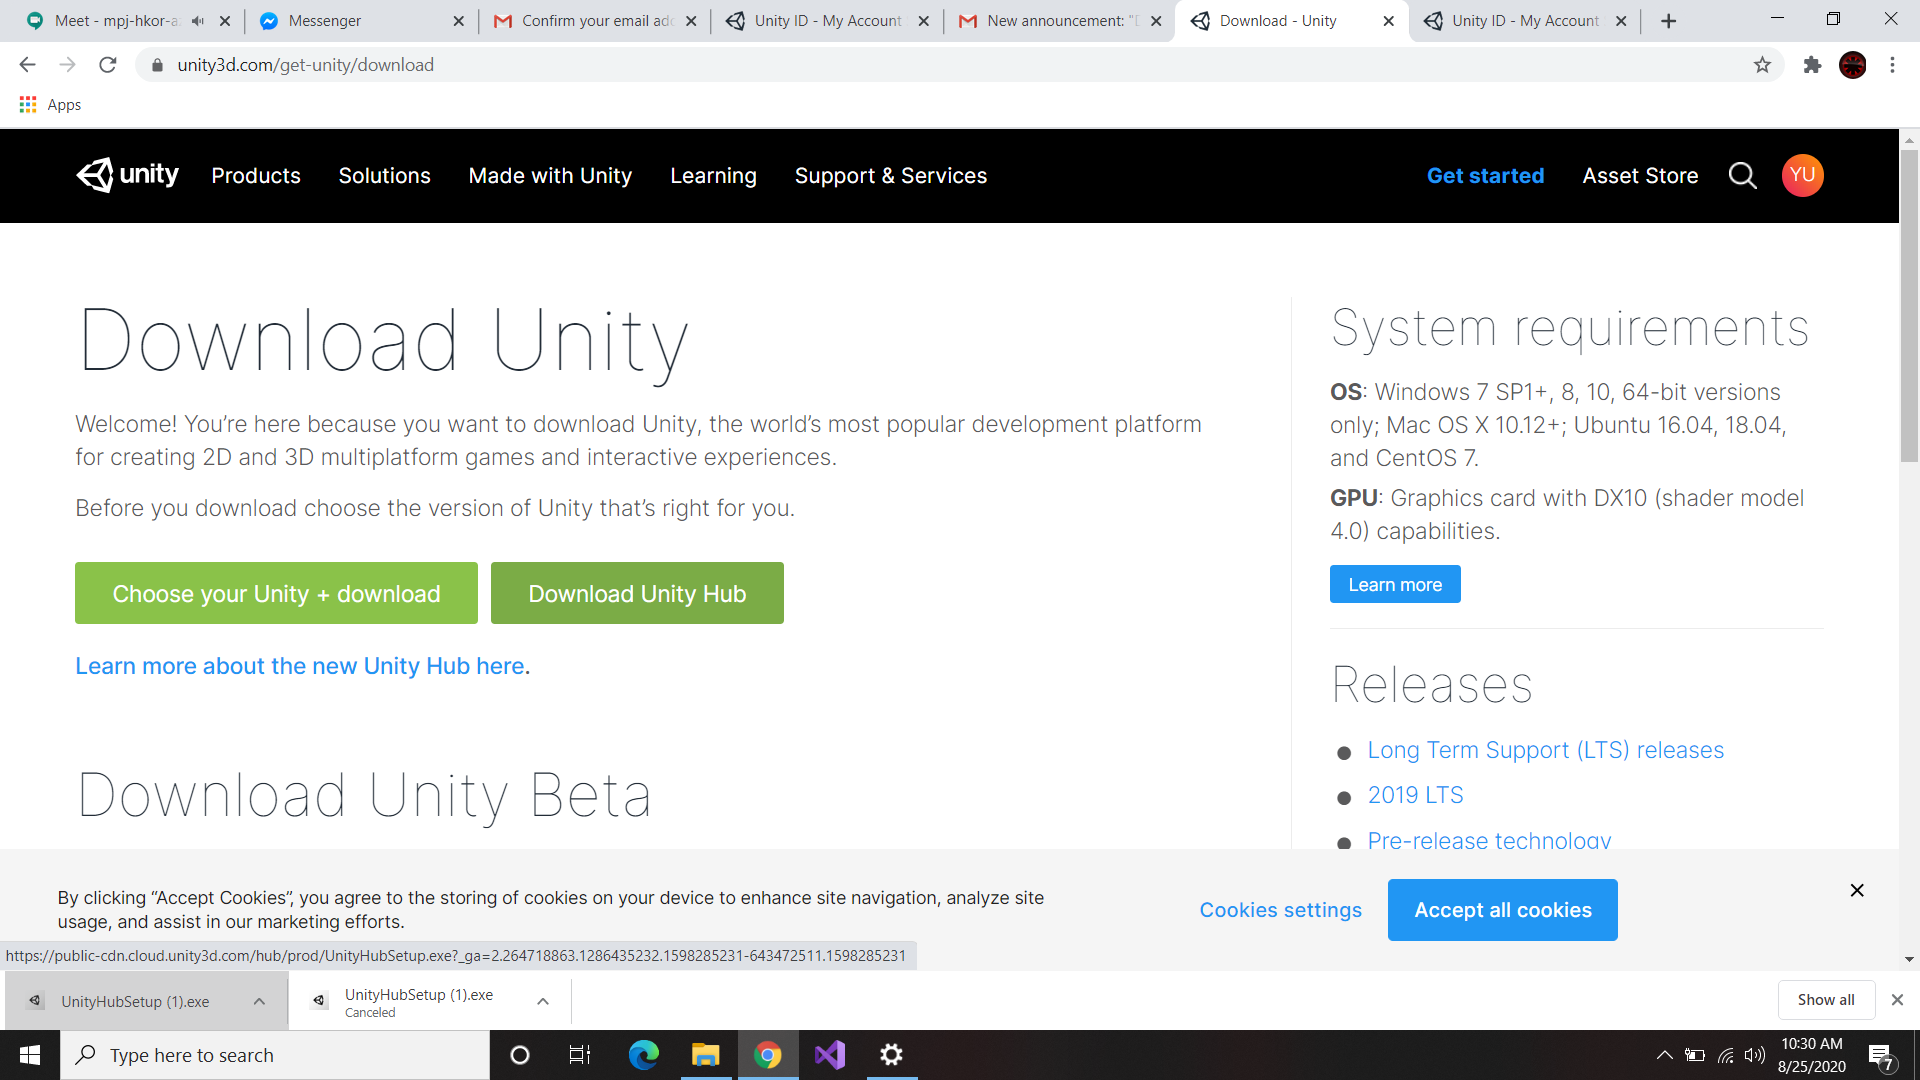 Meet - mpj-hkor-a
Messenger
Confirm your email add
Unity ID - My Account
New announcement: "D
Download - Unity
Unity ID - My Account
unity3d.com/get-unity/download
Apps
unity
Products
Solutions
Made with Unity
Learning
Support & Services
Get started
Asset Store
YU
Download Unity
Welcome! You’re here because you want to download Unity, the world’s most popular development platform
for creating 2D and 3D multiplatform games and interactive experiences.
Before you download choose the version of Unity that’s right for you.
Choose your Unity + download
Download Unity Hub
Learn more about the new Unity Hub here.
Download Unity Beta
System requirements
OS: Windows 7 SP1+, 8, 10, 64-bit versions
only; Mac OS X 10.12+; Ubuntu 16.04, 18.04,
and CentOS 7.
GPU: Graphics card with DX10 (shader model
4.0) capabilities.
Learn more
Releases
Long Term Support (LTS) releases
2019 LTS
Pre-release technology
By clicking “Accept Cookies”, you agree to the storing of cookies on your device to enhance site navigation, analyze site
usage, and assist in our marketing efforts.
Cookies settings
Accept all cookies
https://public-cdn.cloud.unity3d.com/hub/prod/UnityHubSetup.exe?_ga=2.264718863.1286435232.1598285231-643472511.1598285231
UnityHubSetup (1).exe
UnityHubSetup (1).exe
Canceled
Show all
Type here to search
10:30 AM
8/25/2020
7